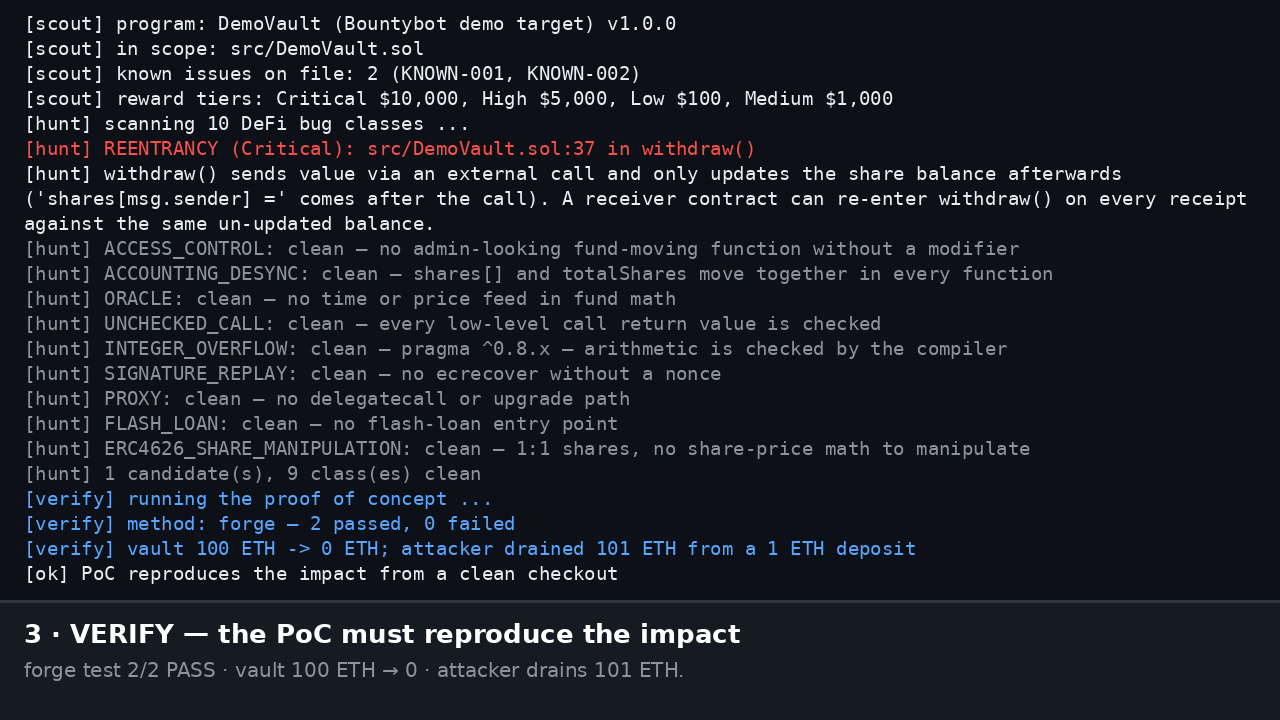 [scout] program: DemoVault (Bountybot demo target) v1.0.0
[scout] in scope: src/DemoVault.sol
[scout] known issues on file: 2 (KNOWN-001, KNOWN-002)
[scout] reward tiers: Critical $10,000, High $5,000, Low $100, Medium $1,000
[hunt] scanning 10 DeFi bug classes ...
[hunt] REENTRANCY (Critical): src/DemoVault.sol:37 in withdraw()
[hunt] withdraw() sends value via an external call and only updates the share balance afterwards
('shares[msg.sender] =' comes after the call). A receiver contract can re-enter withdraw() on every receipt
against the same un-updated balance.
[hunt] ACCESS_CONTROL: clean — no admin-looking fund-moving function without a modifier
[hunt] ACCOUNTING_DESYNC: clean — shares[] and totalShares move together in every function
[hunt] ORACLE: clean — no time or price feed in fund math
[hunt] UNCHECKED_CALL: clean — every low-level call return value is checked
[hunt] INTEGER_OVERFLOW: clean — pragma ^0.8.x — arithmetic is checked by the compiler
[hunt] SIGNATURE_REPLAY: clean — no ecrecover without a nonce
[hunt] PROXY: clean — no delegatecall or upgrade path
[hunt] FLASH_LOAN: clean — no flash-loan entry point
[hunt] ERC4626_SHARE_MANIPULATION: clean — 1:1 shares, no share-price math to manipulate
[hunt] 1 candidate(s), 9 class(es) clean
[verify] running the proof of concept ...
[verify] method: forge — 2 passed, 0 failed
[verify] vault 100 ETH -> 0 ETH; attacker drained 101 ETH from a 1 ETH deposit
[ok] PoC reproduces the impact from a clean checkout
3 · VERIFY — the PoC must reproduce the impact
forge test 2/2 PASS · vault 100 ETH → 0 · attacker drains 101 ETH.